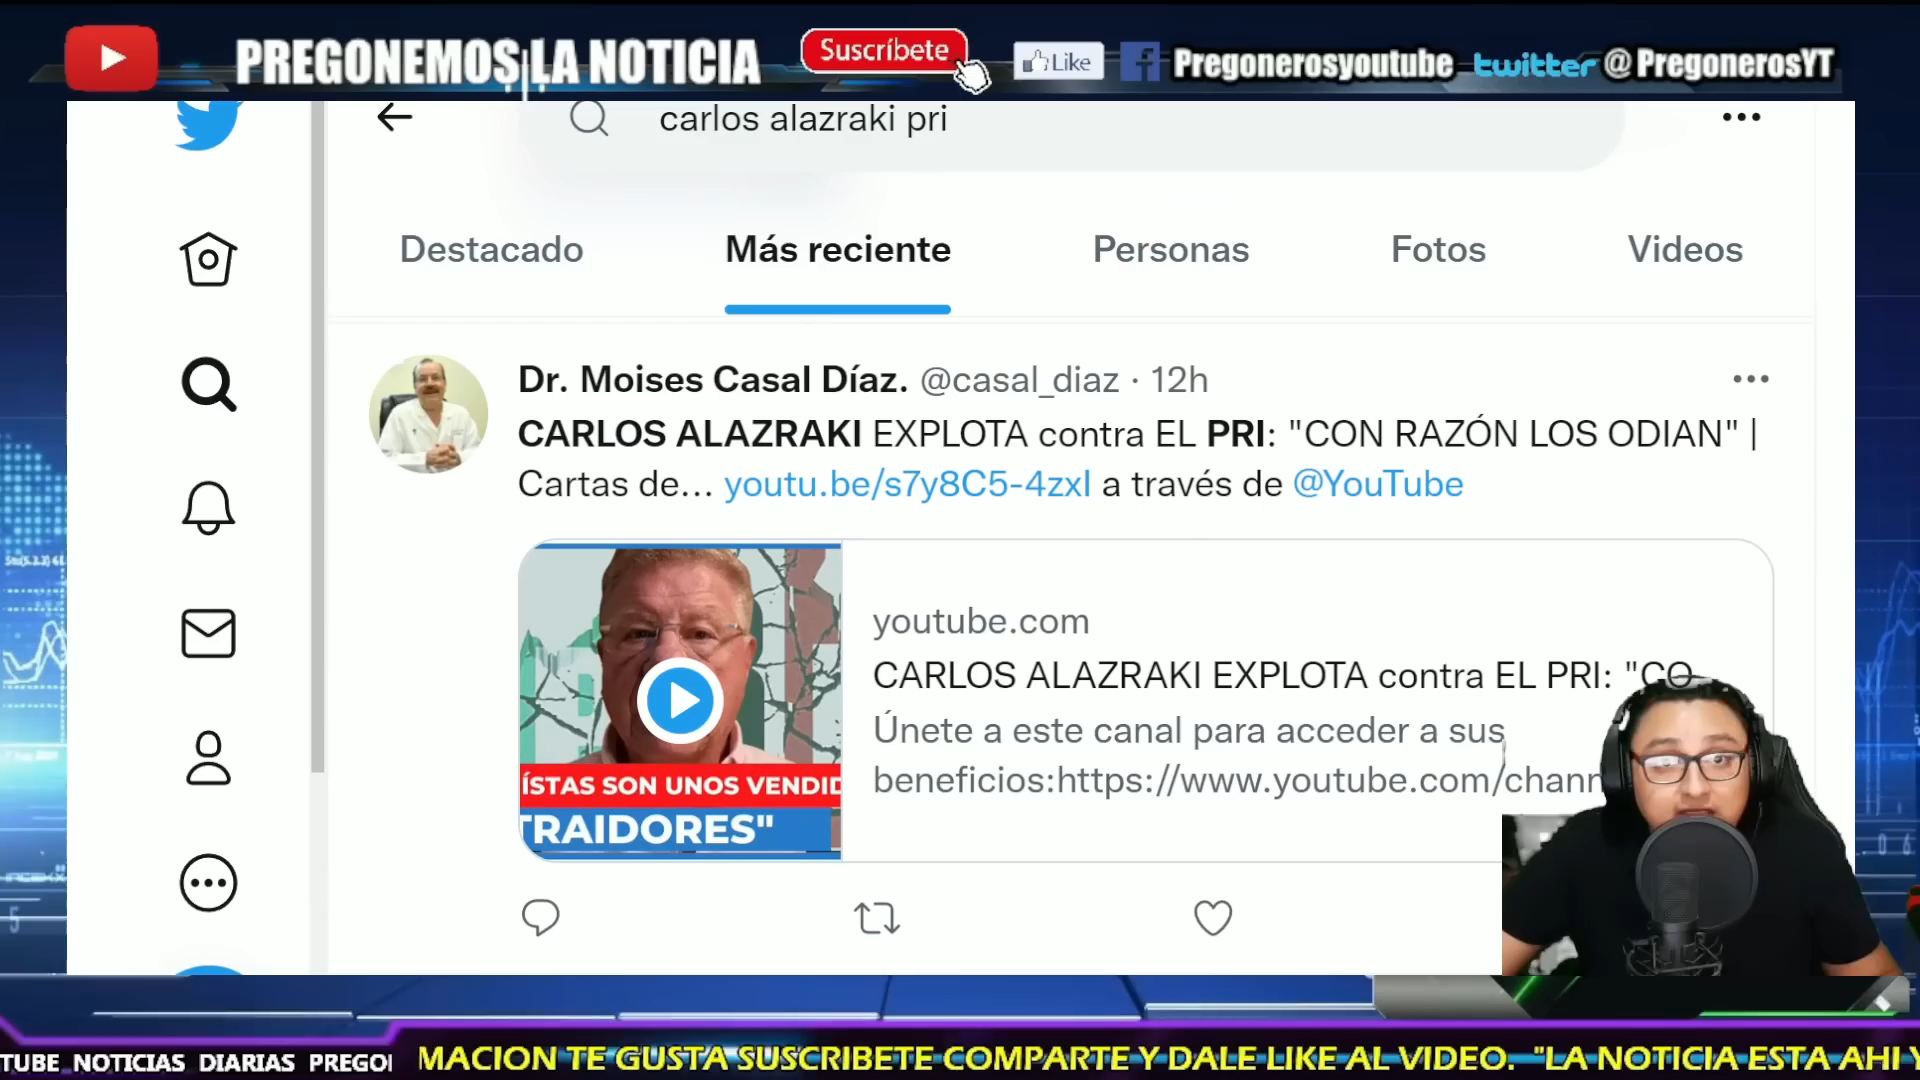 PREGONEMOS LA NOTICIA
Suscríbete
Like
Pregonerosyoutube
twitter @PregonerosYT
carlos alazraki pri
Destacado
Más reciente
Personas
Fotos
Videos
Dr. Moises Casal Díaz. @casal_diaz · 12h
CARLOS ALAZRAKI EXPLOTA contra EL PRI: "CON RAZÓN LOS ODIAN" |
Cartas de... youtu.be/s7y8C5-4zxI a través de @YouTube
ÍSTAS SON UNOS VENDID
TRAIDORES"
youtube.com
CARLOS ALAZRAKI EXPLOTA contra EL PRI: "CO
Únete a este canal para acceder a sus
beneficios:https://www.youtube.com/chann
TUBE NOTICIAS DIARIAS PREGO
MACION TE GUSTA SUSCRIBETE COMPARTE Y DALE LIKE AL VIDEO. "LA NOTICIA ESTA AHI Y